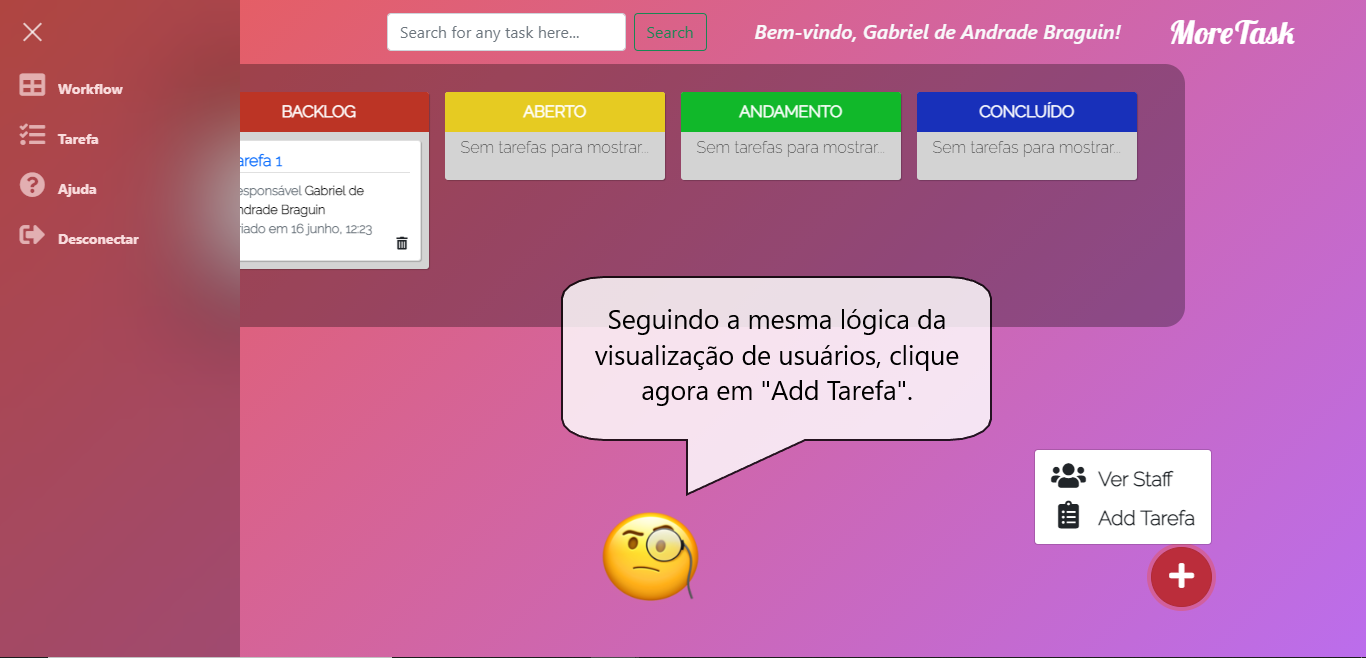 Search for any task here...
Search
Bem-vindo, Gabriel de Andrade Braguin!
MoreTask
Workflow
Tarefa
Ajuda
Desconectar
BACKLOG
arefa 1
esponsável Gabriel de
ndrade Braguin
riado em 16 junho, 12:23
ABERTO
Sem tarefas para mostrar...
ANDAMENTO
Sem tarefas para mostrar...
CONCLUÍDO
Sem tarefas para mostrar...
Seguindo a mesma lógica da
visualização de usuários, clique
agora em "Add Tarefa".
Ver Staff
Add Tarefa